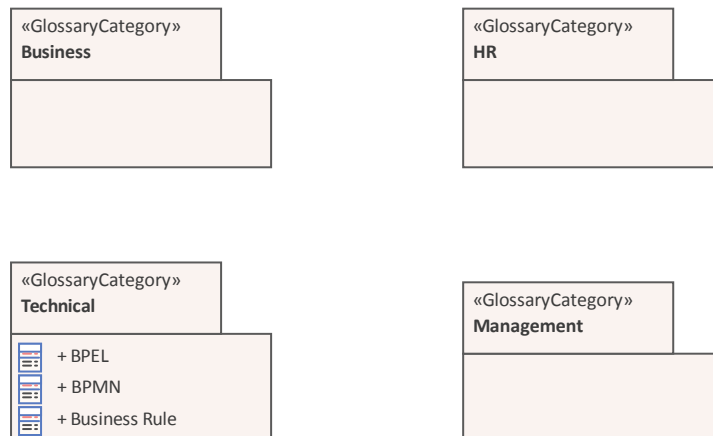 «GlossaryCategory»
Business
«GlossaryCategory»
HR
«GlossaryCategory»
Technical
+ BPEL
+ BPMN
+ Business Rule
«GlossaryCategory»
Management